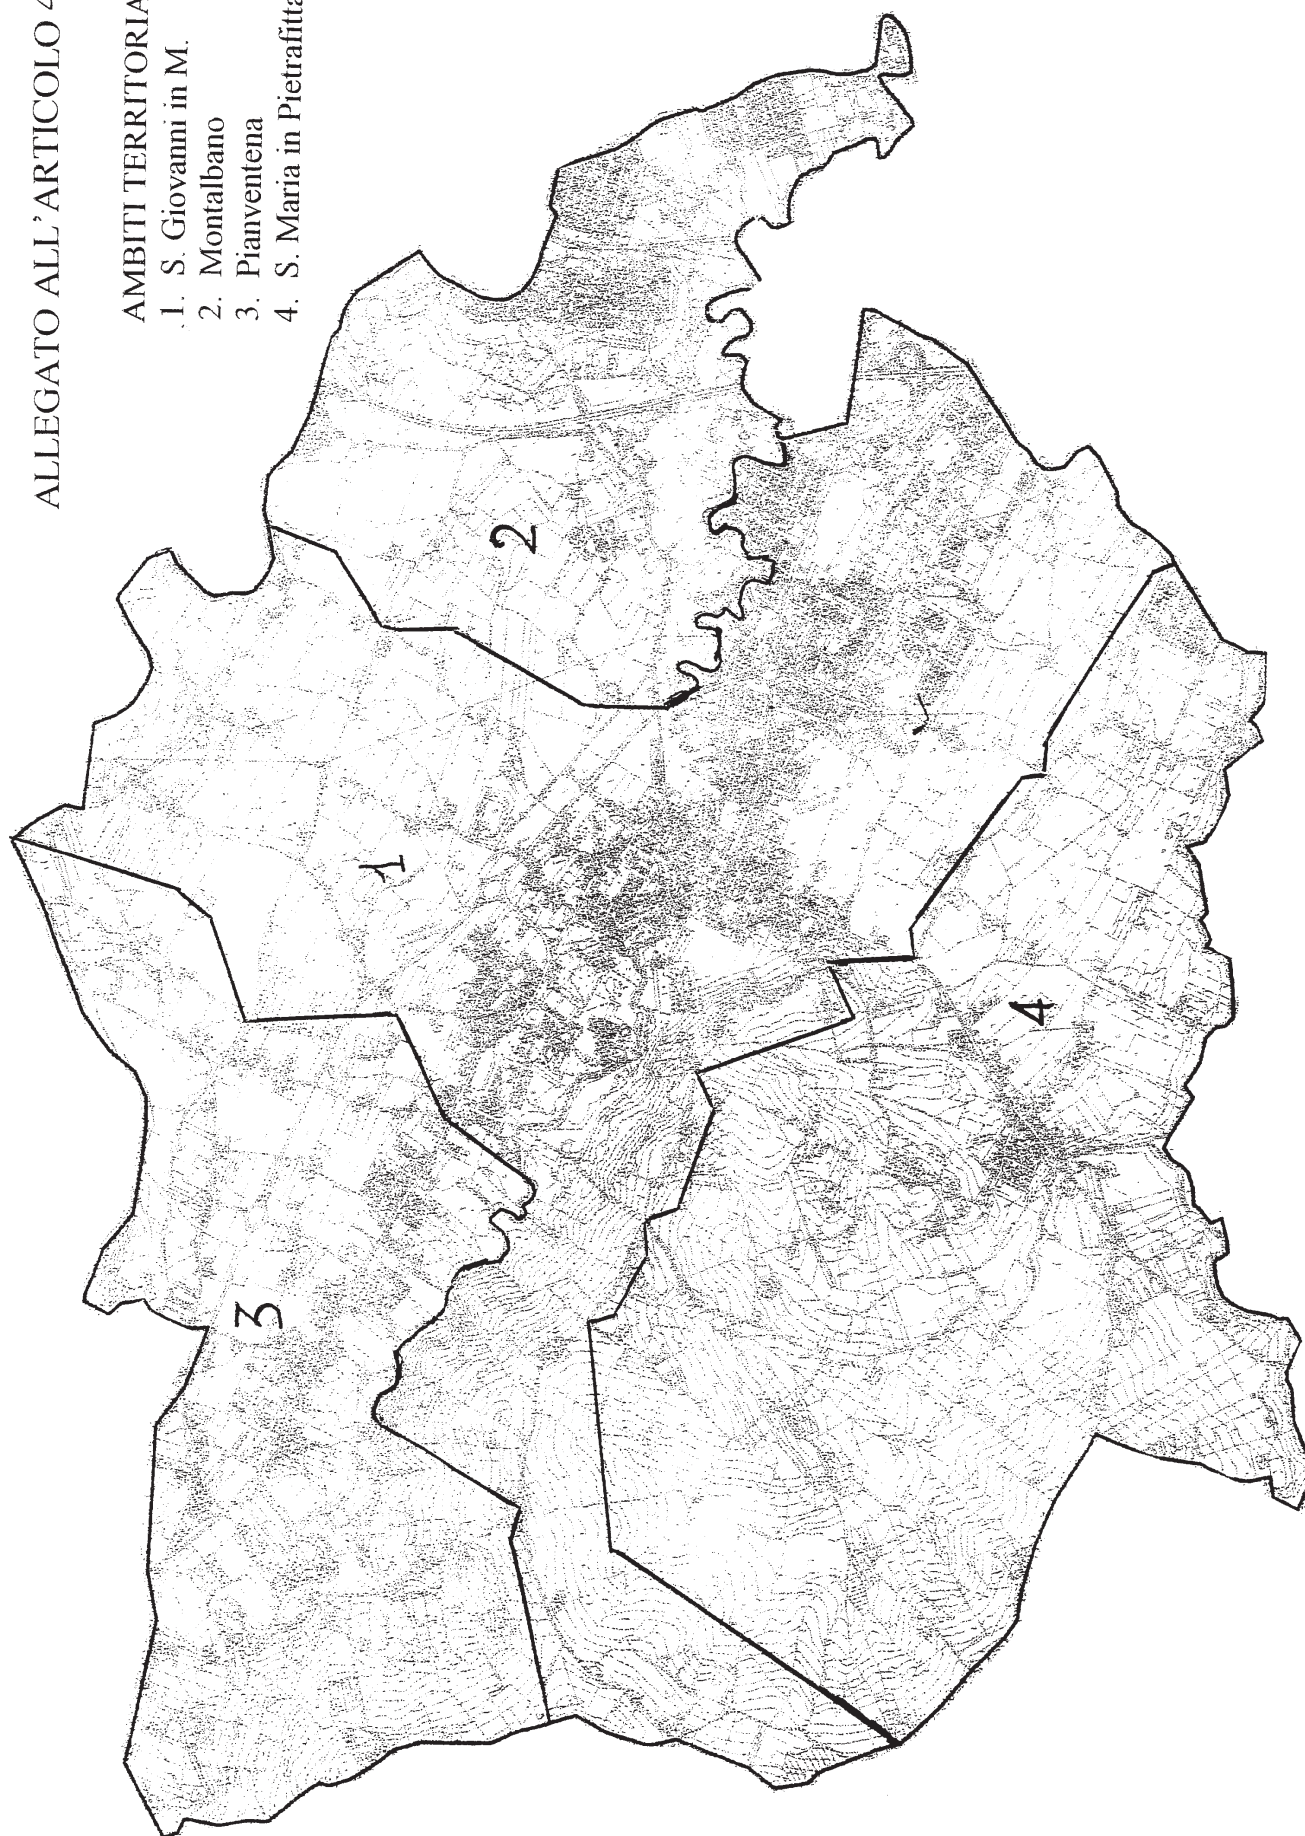 ALLEGATO ALL'ARTICOLO 4
AMBITI TERRITORIA
1. S. Giovanni in M.
2. Montalbano
3. Pianventena
4. S. Maria in Pietrafitta
2
1
3
4